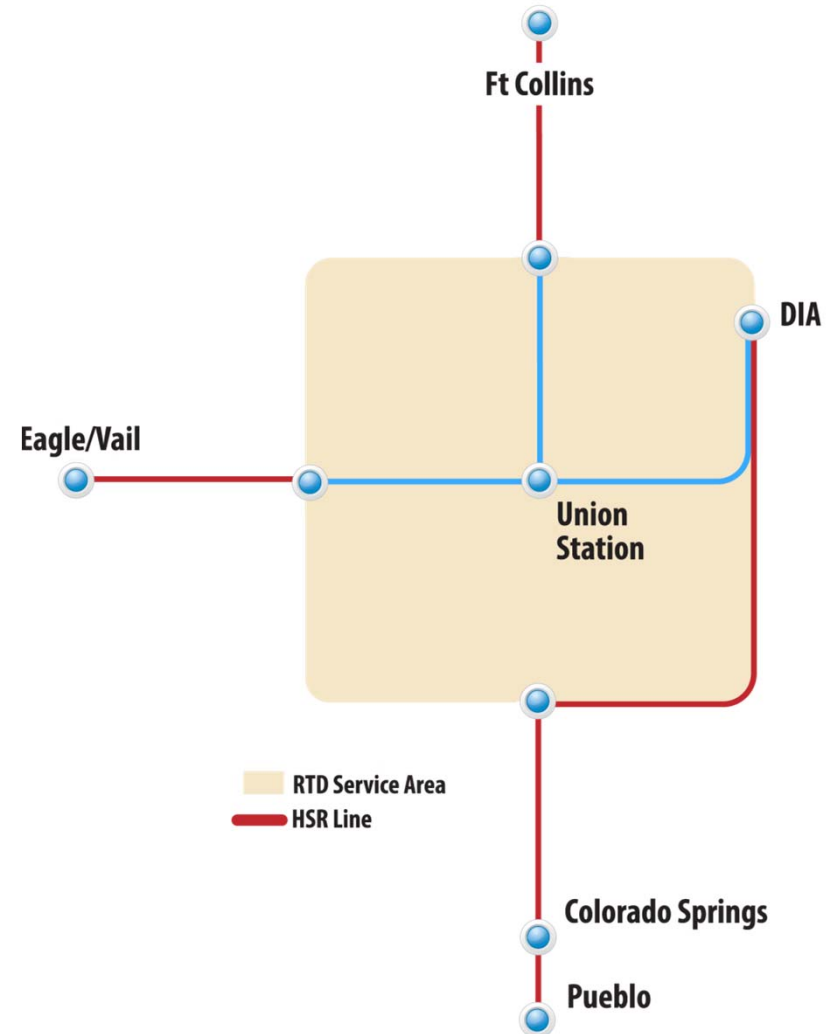 Ft Collins
DIA
Eagle/Vail
Union
Station
RTD Service Area
HSR Line
Colorado Springs
Pueblo